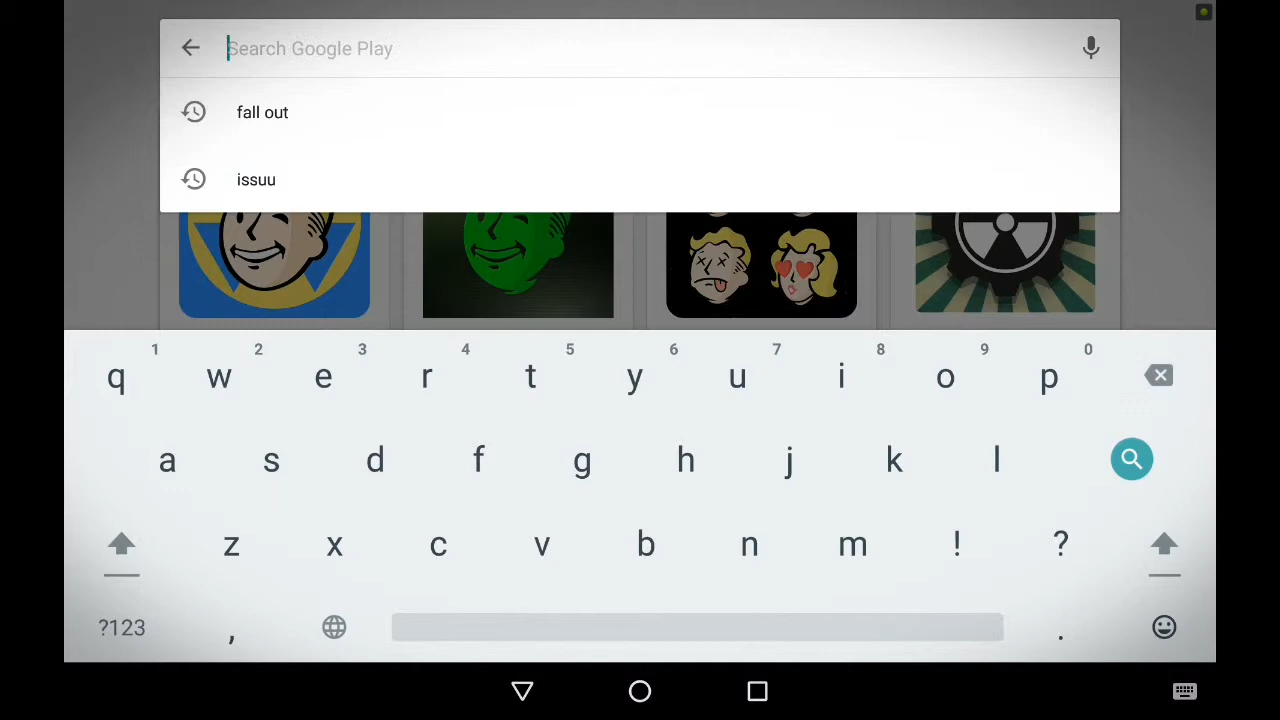 Search Google Play
fall out
issuu
1 2 3 4 5 6 7 8 9 0
q w e r t y u i o p
a s d f g h j k l
z x c v b n m ! ?
?123 , .